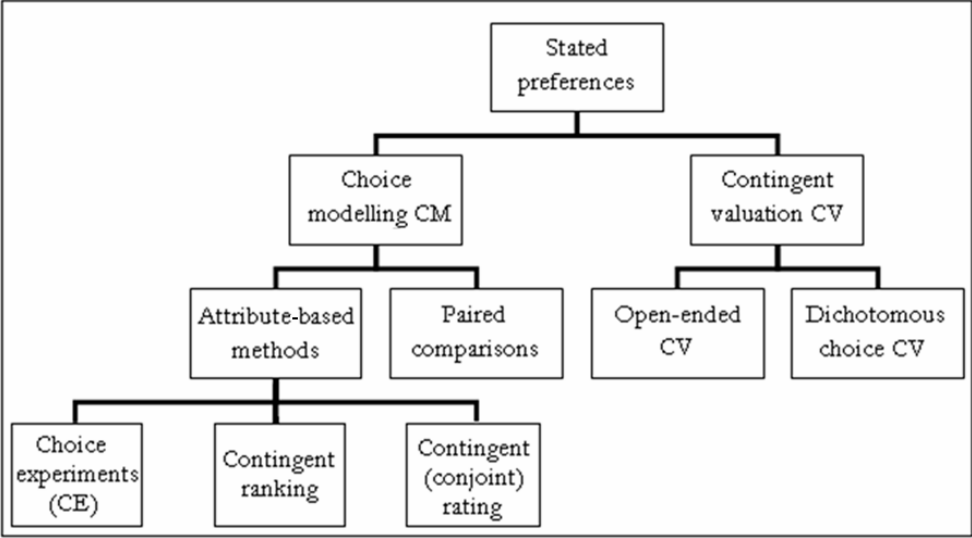 Stated
preferences
Choice
modelling CM
Contingent
valuation CV
Attribute-based
methods
Paired
comparisons
Open-ended
CV
Dichotomous
choice CV
Choice
experiments
(CE)
Contingent
ranking
Contingent
(conjoint)
rating